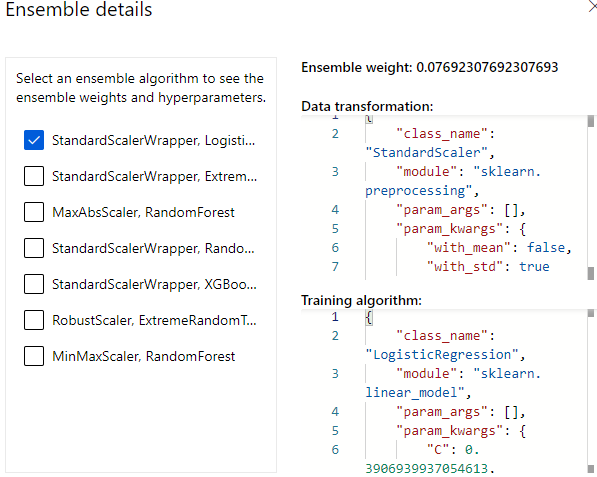 Ensemble details
Select an ensemble algorithm to see the
ensemble weights and hyperparameters.
StandardScalerWrapper, Logisti...
StandardScalerWrapper, Extrem...
MaxAbsScaler, RandomForest
StandardScalerWrapper, Rando...
StandardScalerWrapper, XGBoo...
RobustScaler, ExtremeRandomT...
MinMaxScaler, RandomForest
Ensemble weight: 0.07692307692307693
Data transformation:
1 {
2 "class_name":
"StandardScaler",
3 "module": "sklearn.
preprocessing",
4 "param_args": [],
5 "param_kwargs": {
6 "with_mean": false,
7 "with_std": true
Training algorithm:
1 {
2 "class_name":
"LogisticRegression",
3 "module": "sklearn.
linear_model",
4 "param_args": [],
5 "param_kwargs": {
6 "C": 0.
3906939937054613,